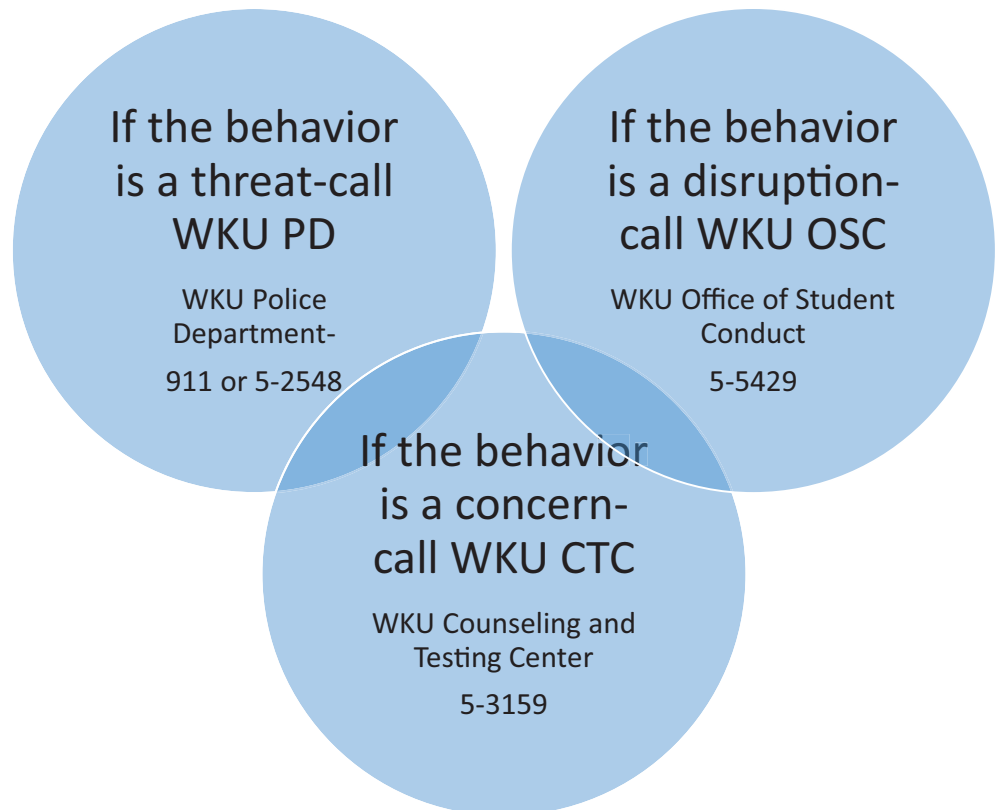 If the behavior
is a threat-call
WKU PD
WKU Police
Department-
911 or 5-2548
If the behavior
is a disruption-
call WKU OSC
WKU Office of Student
Conduct
5-5429
If the behavior
is a concern-
call WKU CTC
WKU Counseling and
Testing Center
5-3159